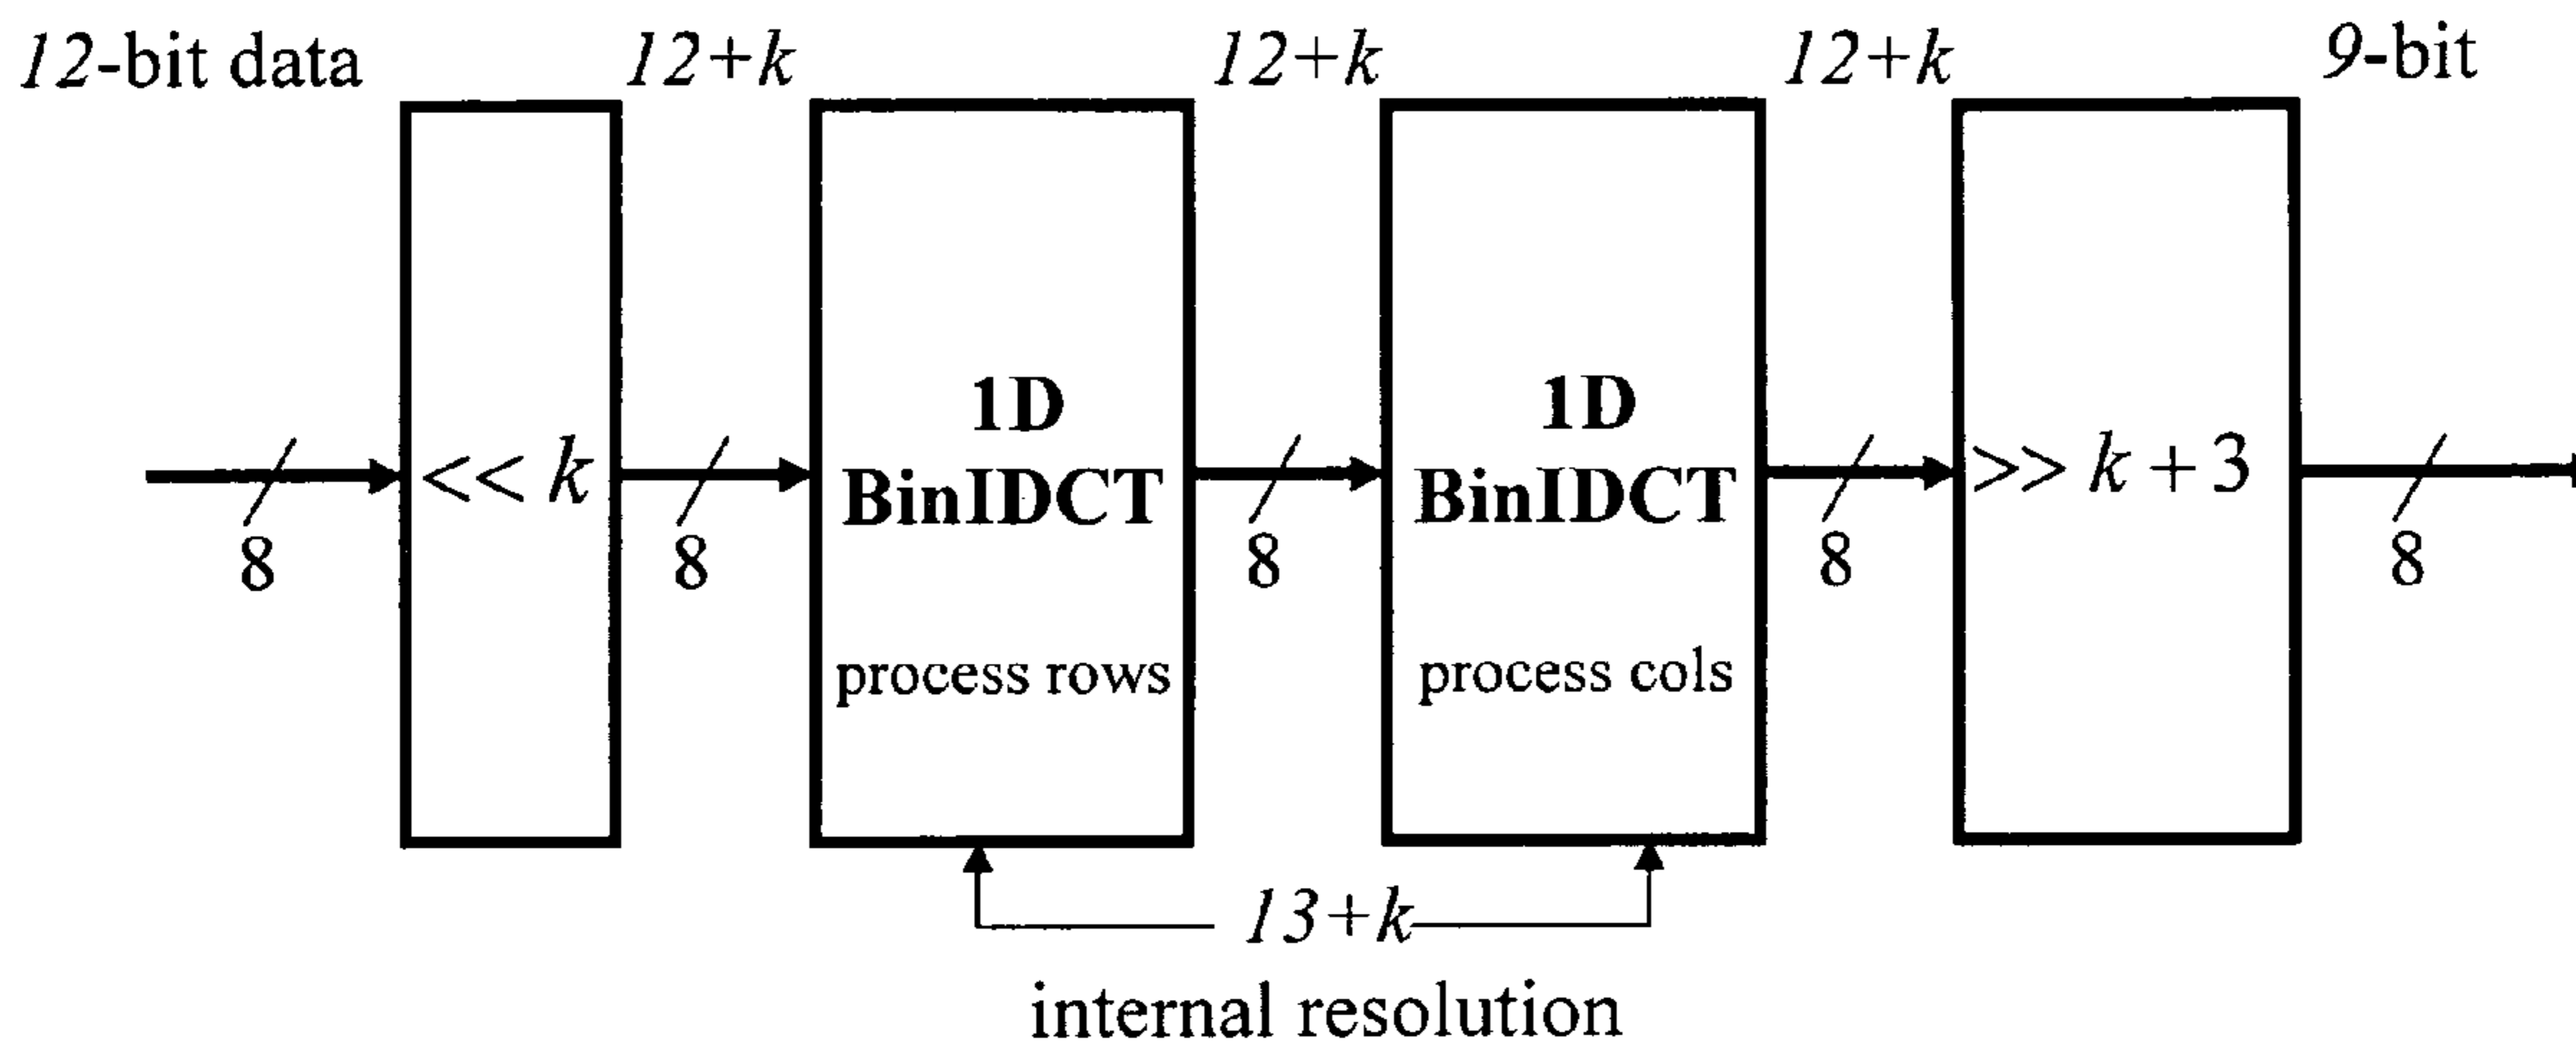 12-bit data
12+k
12+k
12+k
9-bit
<< k
1D
BinIDCT
process rows
1D
BinIDCT
process cols
>> k + 3
8
8
8
8
8
13+k
internal resolution